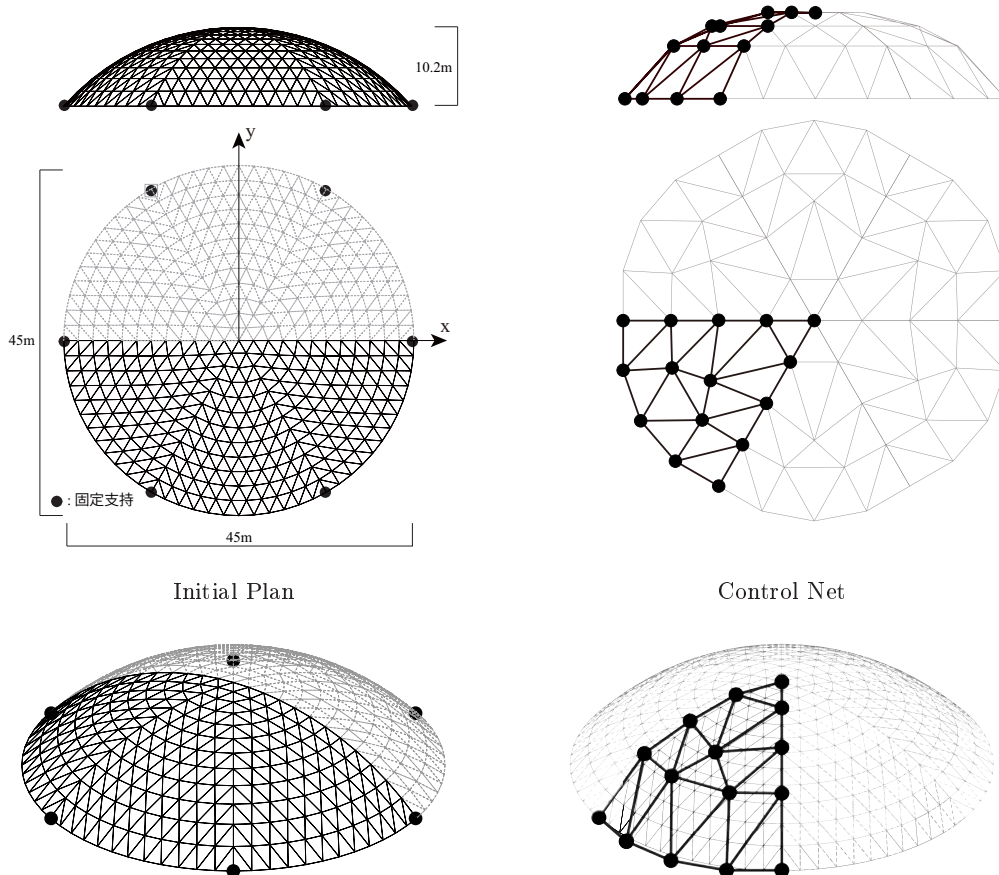 10.2m
y
x
45m
: 固定支持
45m
Initial Plan
Control Net